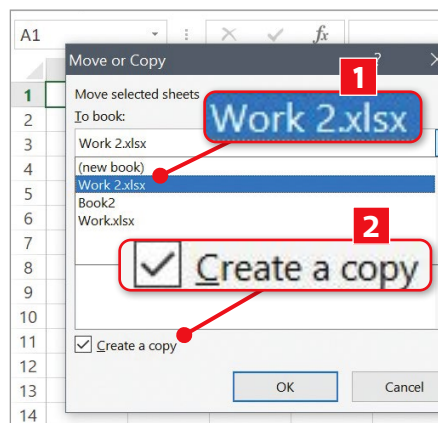 A1
fx
Move or Copy ?
1
Move selected sheets
To book:
Work 2.xlsx
Work 2.xlsx
(new book)
Work 2.xlsx
Book2
Work.xlsx
2
Create a copy
Create a copy
OK
Cancel
1
2
3
4
5
6
7
8
9
10
11
12
13
14